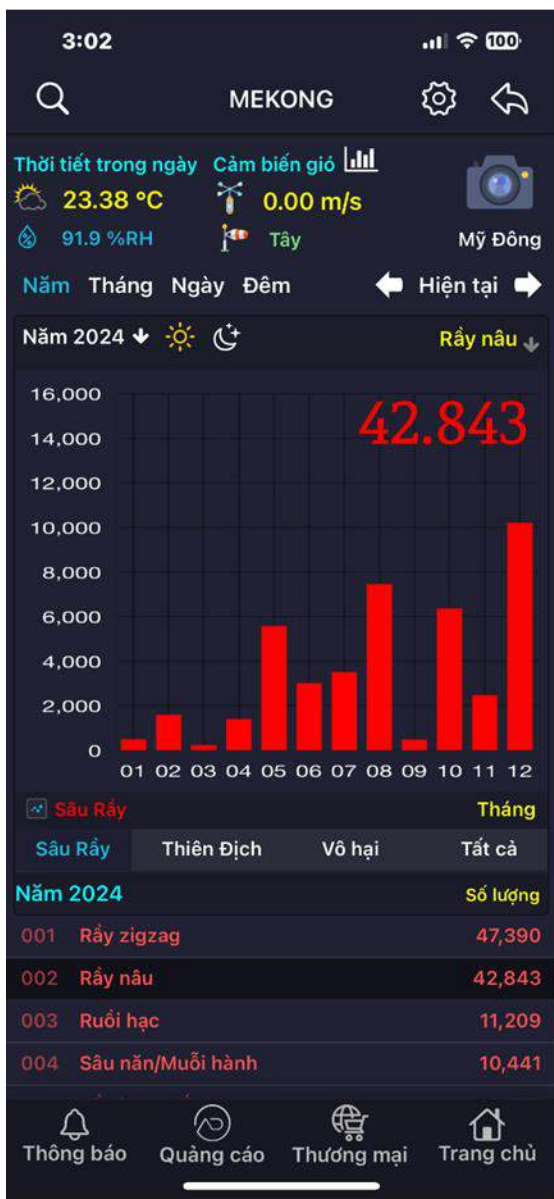 3:02
100
MEKONG
Thời tiết trong ngày Cảm biến gió
23.38 °C 0.00 m/s
91.9 %RH Tây Mỹ Đông
Năm Tháng Ngày Đêm Hiện tại
Năm 2024 Rầy nâu
42.843
16,000
14,000
12,000
10,000
8,000
6,000
4,000
2,000
0
01 02 03 04 05 06 07 08 09 10 11 12
Sâu Rầy Tháng
Sâu Rầy Thiên Địch Vô hại Tất cả
Năm 2024 Số lượng
001 Rầy zigzag 47,390
002 Rầy nâu 42,843
003 Ruồi hạc 11,209
004 Sâu năn/Muỗi hành 10,441
Thông báo Quảng cáo Thương mại Trang chủ